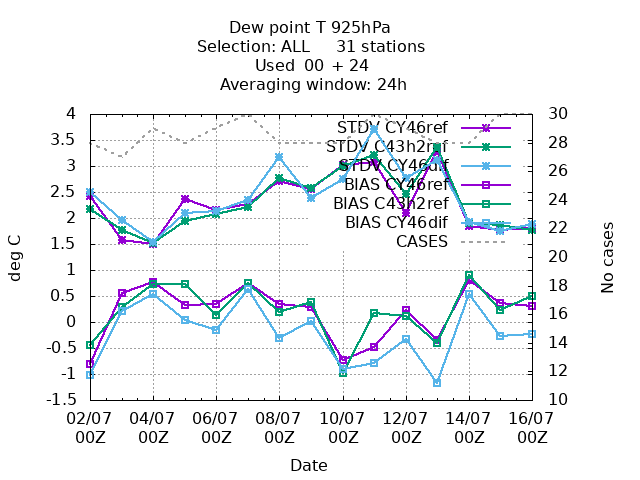 Dew point T 925hPa
Selection: ALL 31 stations
Used 00 + 24
Averaging window: 24h
STDV CY46ref
STDV C43h2ref
STDV CY46dif
BIAS CY46ref
BIAS C43h2ref
BIAS CY46dif
CASES
4
3.5
3
2.5
2
1.5
1
0.5
0
-0.5
-1
-1.5
30
28
26
24
22
20
18
16
14
12
10
deg C
No cases
02/07 04/07 06/07 08/07 10/07 12/07 14/07 16/07
00Z 00Z 00Z 00Z 00Z 00Z 00Z 00Z
Date